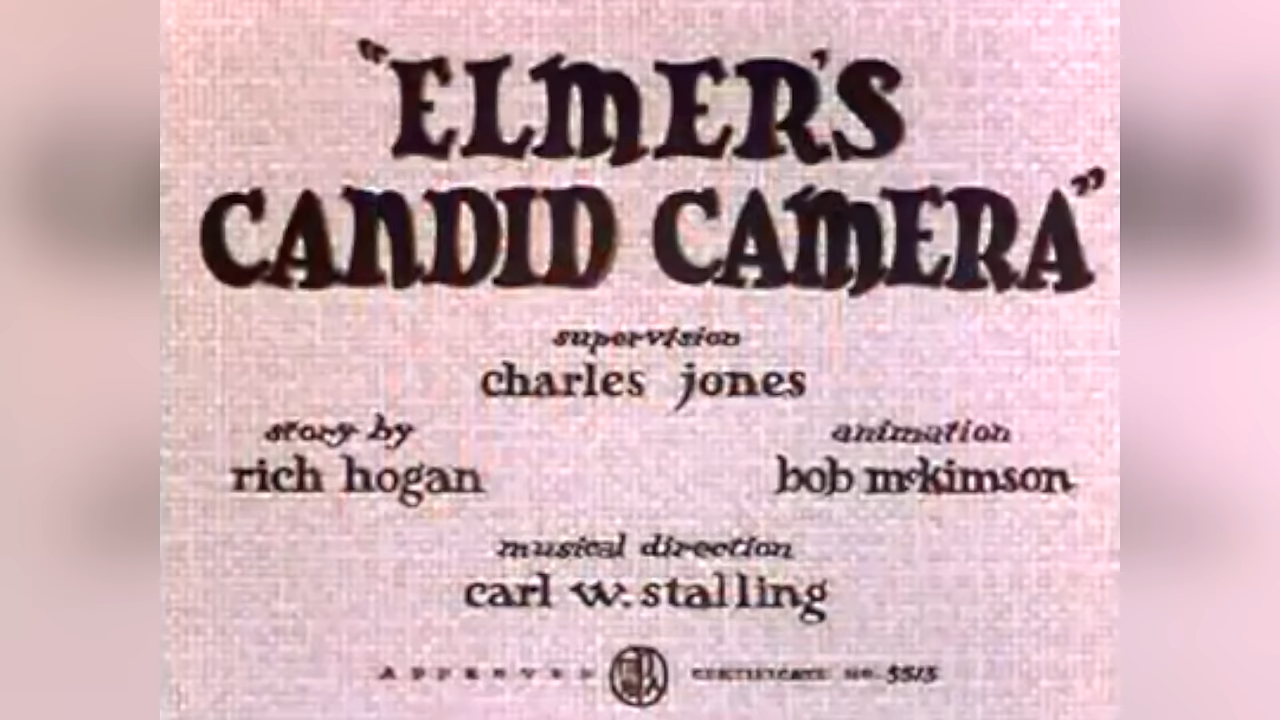 "ELMER'S
CANDID CAMERA"
supervision
charles jones
story by
rich hogan
animation
bob mckimson
musical direction
carl w. stalling
APPROVED
CERTIFICATE No.